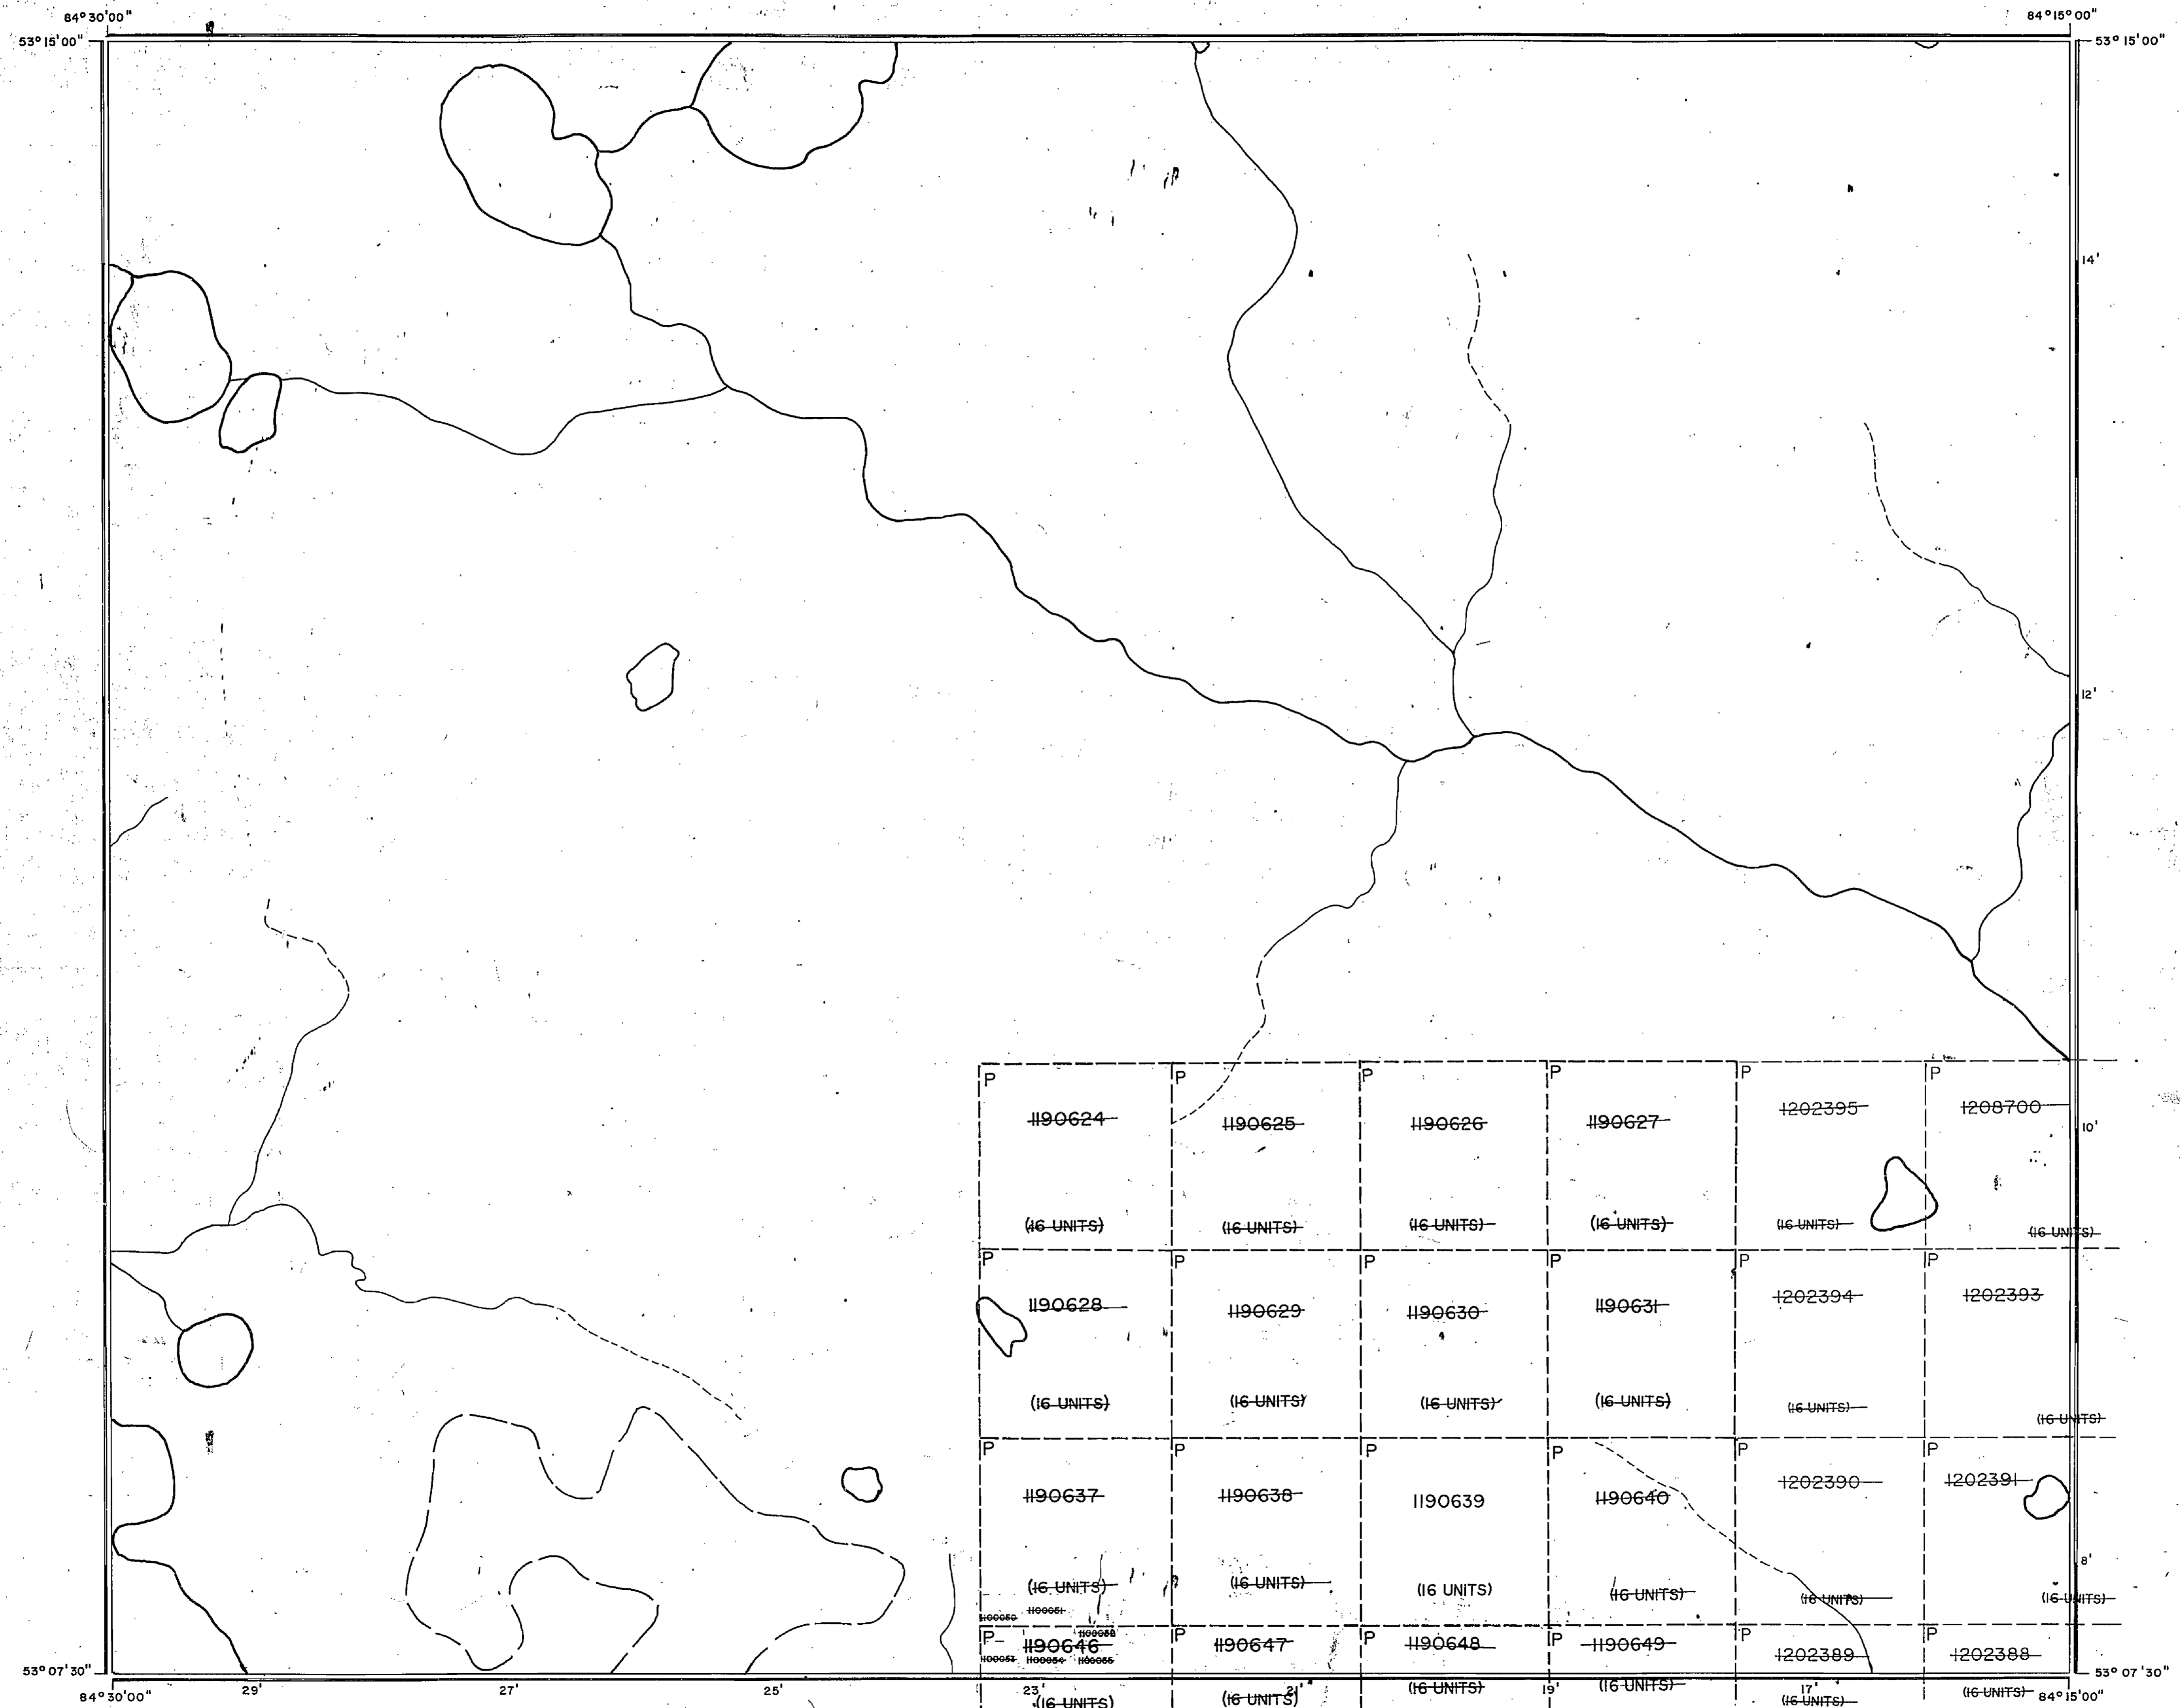 84°30'00" 84°15'00"
53°15'00" 53°15'00"
14'
12'
P P P P P P
1190624 1190625 1190626 1190627 1202395 1208700
10'
(16 UNITS) (16 UNITS) (16 UNITS) (16 UNITS) (16 UNITS) (16 UNITS)
P P P P P P
1190628 1190629 1190630 1190631 1202394 1202393
(16 UNITS) (16 UNITS) (16 UNITS) (16 UNITS) (16 UNITS) (16 UNITS)
P P P P P P
1190637 1190638 1190639 1190640 1202390 1202391
8'
(16 UNITS) (16 UNITS) (16 UNITS) (16 UNITS) (16 UNITS) (16 UNITS)
1100050 1100051
P P P P P P
1190646 1190647 1190648 1190649 1202389 1202388
1100053 1100054 1100055
53°07'30" 53°07'30"
84°30'00" 29' 27' 25' 23' 21' 19' 17' 84°15'00"
(16 UNITS) (16 UNITS) (16 UNITS) (16 UNITS) (16 UNITS) (16 UNITS)